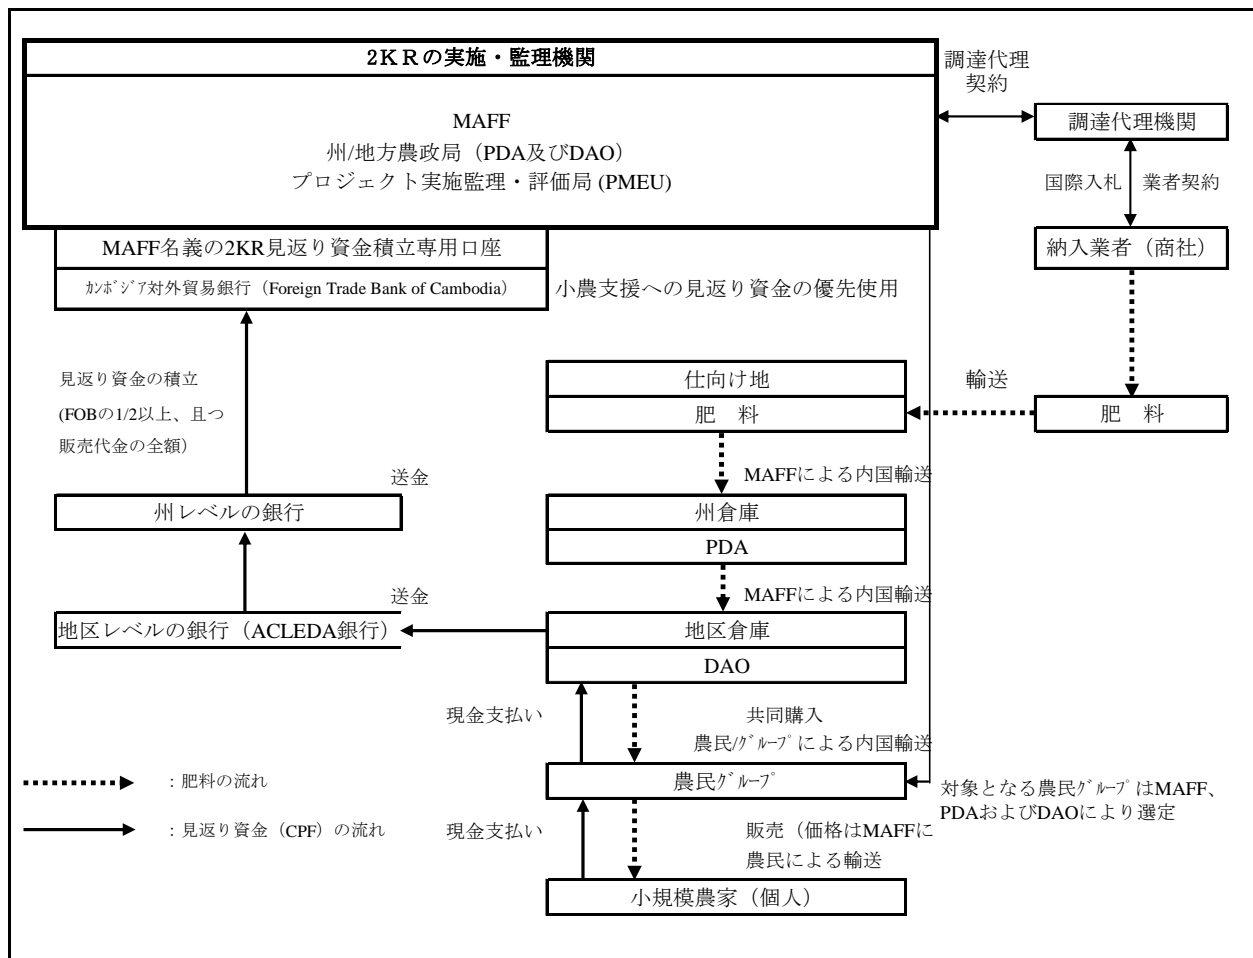 2KRの実施・監理機関
MAFF
州/地方農政局（PDA及びDAO）
プロジェクト実施監理・評価局 (PMEU)
調達代理
契約
調達代理機関
国際入札
業者契約
納入業者（商社）
MAFF名義の2KR見返り資金積立専用口座
ｶﾝﾎﾞｼﾞｱ対外貿易銀行（Foreign Trade Bank of Cambodia）
小農支援への見返り資金の優先使用
見返り資金の積立
(FOBの1/2以上、且つ
販売代金の全額)
仕向け地
肥　料
輸送
肥　料
MAFFによる内国輸送
送金
州レベルの銀行
州倉庫
PDA
MAFFによる内国輸送
送金
地区レベルの銀行（ACLEDA銀行）
地区倉庫
DAO
現金支払い
共同購入
農民/ｸﾞﾙｰﾌﾟによる内国輸送
：肥料の流れ
農民ｸﾞﾙｰﾌﾟ
対象となる農民ｸﾞﾙｰﾌﾟはMAFF、
PDAおよびDAOにより選定
：見返り資金（CPF）の流れ
現金支払い
販売（価格はMAFFに
農民による輸送
小規模農家（個人）